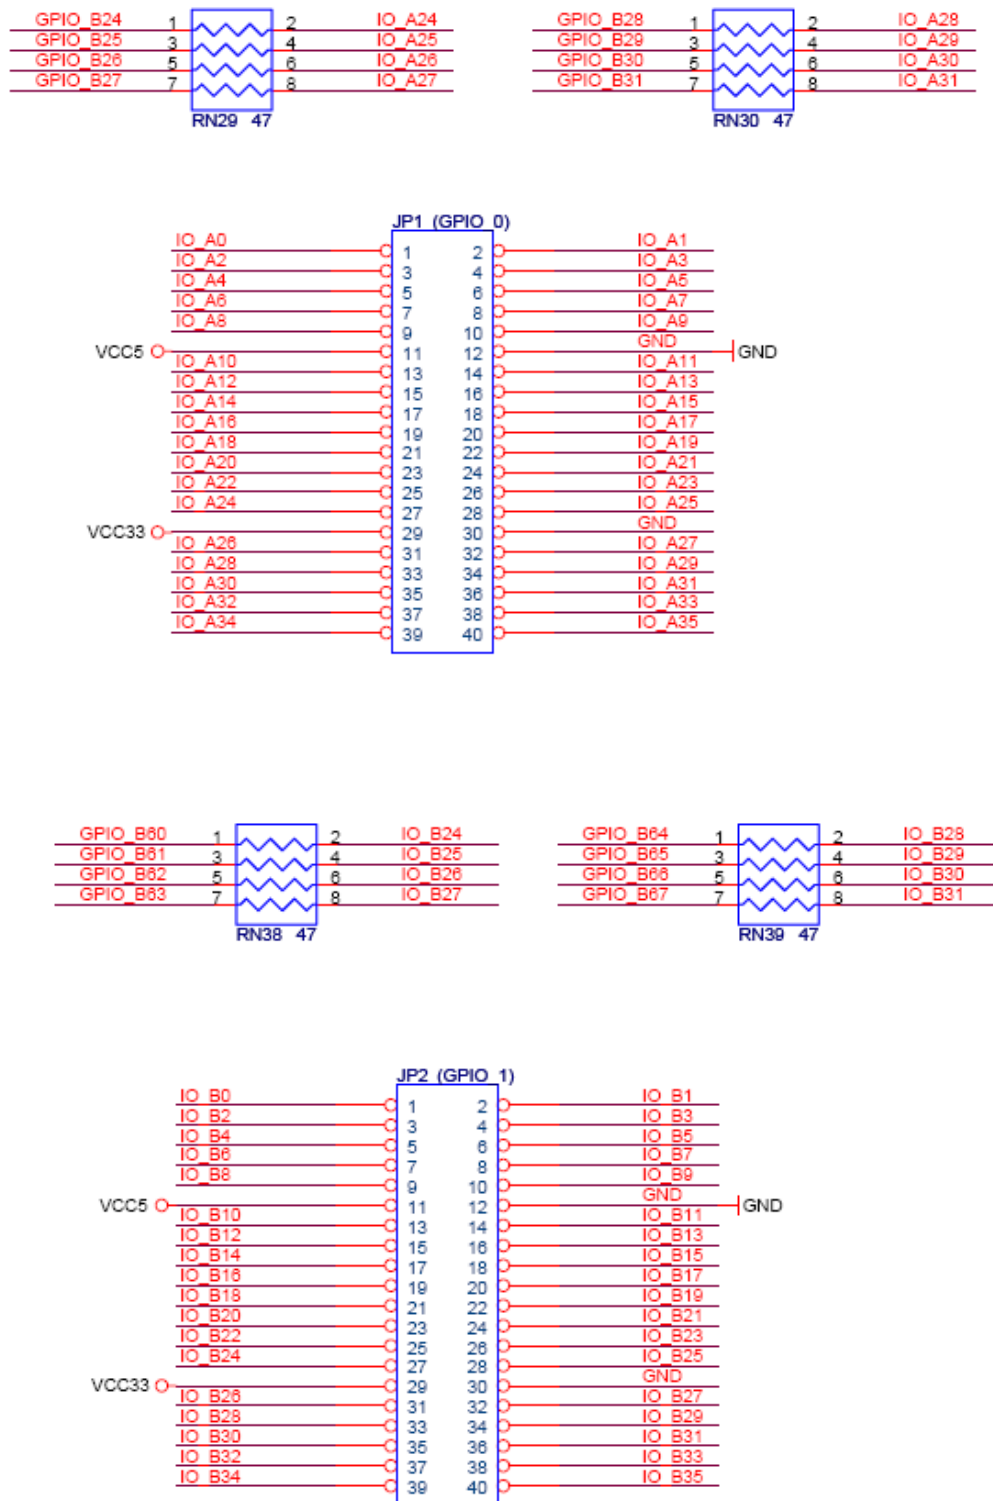 GPIO_B24 1 2 IO_A24 GPIO_B28 1 2 IO_A28
GPIO_B25 3 4 IO_A25 GPIO_B29 3 4 IO_A29
GPIO_B26 5 6 IO_A26 GPIO_B30 5 6 IO_A30
GPIO_B27 7 8 IO_A27 GPIO_B31 7 8 IO_A31
RN29 47 RN30 47
JP1 (GPIO_0)
IO_A0 1 2 IO_A1
IO_A2 3 4 IO_A3
IO_A4 5 6 IO_A5
IO_A6 7 8 IO_A7
IO_A8 9 10 IO_A9
VCC5 11 12 GND GND
IO_A10 13 14 IO_A11
IO_A12 15 16 IO_A13
IO_A14 17 18 IO_A15
IO_A16 19 20 IO_A17
IO_A18 21 22 IO_A19
IO_A20 23 24 IO_A21
IO_A22 25 26 IO_A23
IO_A24 27 28 IO_A25
VCC33 29 30 GND
IO_A26 31 32 IO_A27
IO_A28 33 34 IO_A29
IO_A30 35 36 IO_A31
IO_A32 37 38 IO_A33
IO_A34 39 40 IO_A35
GPIO_B60 1 2 IO_B24 GPIO_B64 1 2 IO_B28
GPIO_B61 3 4 IO_B25 GPIO_B65 3 4 IO_B29
GPIO_B62 5 6 IO_B26 GPIO_B66 5 6 IO_B30
GPIO_B63 7 8 IO_B27 GPIO_B67 7 8 IO_B31
RN38 47 RN39 47
JP2 (GPIO_1)
IO_B0 1 2 IO_B1
IO_B2 3 4 IO_B3
IO_B4 5 6 IO_B5
IO_B6 7 8 IO_B7
IO_B8 9 10 IO_B9
VCC5 11 12 GND GND
IO_B10 13 14 IO_B11
IO_B12 15 16 IO_B13
IO_B14 17 18 IO_B15
IO_B16 19 20 IO_B17
IO_B18 21 22 IO_B19
IO_B20 23 24 IO_B21
IO_B22 25 26 IO_B23
IO_B24 27 28 IO_B25
VCC33 29 30 GND
IO_B26 31 32 IO_B27
IO_B28 33 34 IO_B29
IO_B30 35 36 IO_B31
IO_B32 37 38 IO_B33
IO_B34 39 40 IO_B35